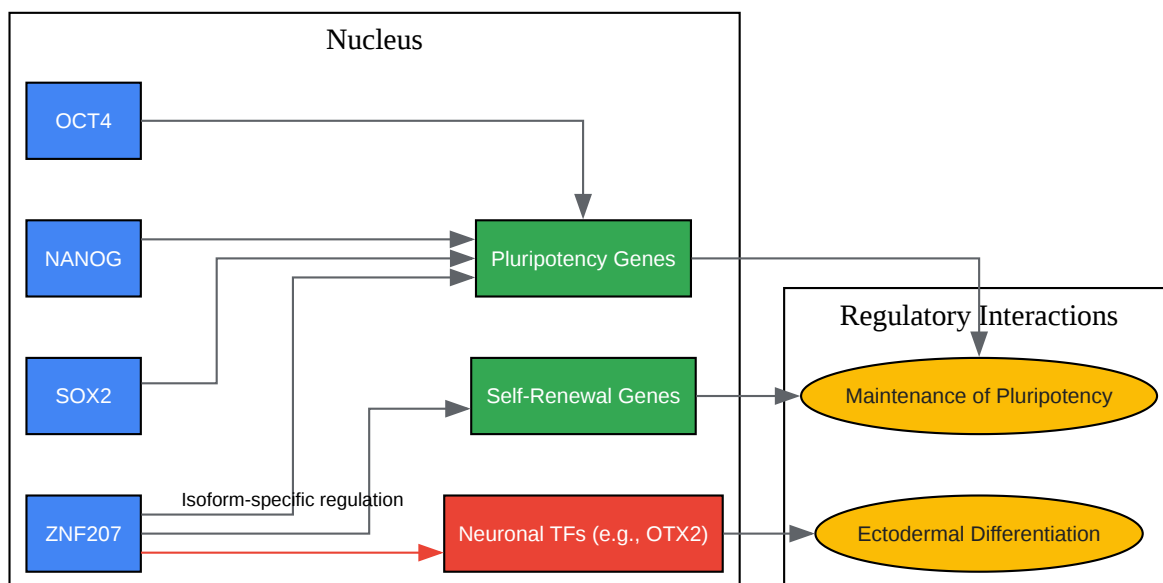 Nucleus
OCT4
NANOG
Pluripotency Genes
Regulatory Interactions
SOX2
Self-Renewal Genes
Maintenance of Pluripotency
Isoform-specific regulation
ZNF207
Neuronal TFs (e.g., OTX2)
Ectodermal Differentiation